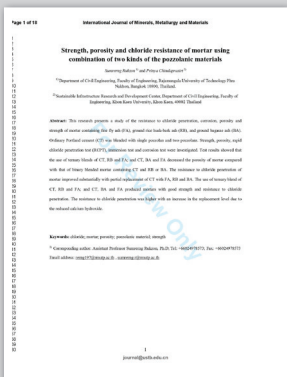 Page 1 of 19
International Journal of Minerals, Metallurgy and Materials
Strength, porosity and chloride resistance of mortar using
combination of two kinds of the pozzolanic materials
Sumrerng Rukzon 1) and Prinya Chindaprasirt 2)
1) Department of Civil Engineering, Faculty of Engineering, Rajamangala University of Technology Phra
Nakhon, Bangkok 10800, Thailand.
2) Sustainable Infrastructure Research and Development Center, Department of Civil Engineering, Faculty of
Engineering, Khon Kaen University, Khon Kaen, 40002 Thailand
Abstract: This research presents a study of the resistance to chloride penetration, corrosion, porosity and
strength of mortar containing fine fly ash (FA), ground rice husk-bark ash (RB), and ground bagasse ash (BA).
Ordinary Portland cement (CT) is blended with single pozzolan and two pozzolans. Strength, porosity, rapid
chloride penetration test (RCPT), immersion test and corrosion test were investigated. Test results showed that
the use of ternary blends of CT, RB and FA; and CT, BA and FA decreased the porosity of mortar compared
with that of binary blended mortar containing CT and RB or BA. The resistance to chloride penetration of
mortar improved substantially with partial replacement of CT with FA, RB and BA. The use of ternary blend of
CT, RB and FA; and CT, BA and FA produced mortars with good strength and resistance to chloride
penetration. The resistance to chloride penetration was higher with an increase in the replacement level due to
the reduced calcium hydroxide.
Keywords: chloride; mortar; porosity; pozzolanic material; strength
Corresponding author. Assistant Professor Sumrerng Rukzon, Ph.D.
Email address:
1
journal@ustb.edu.cn